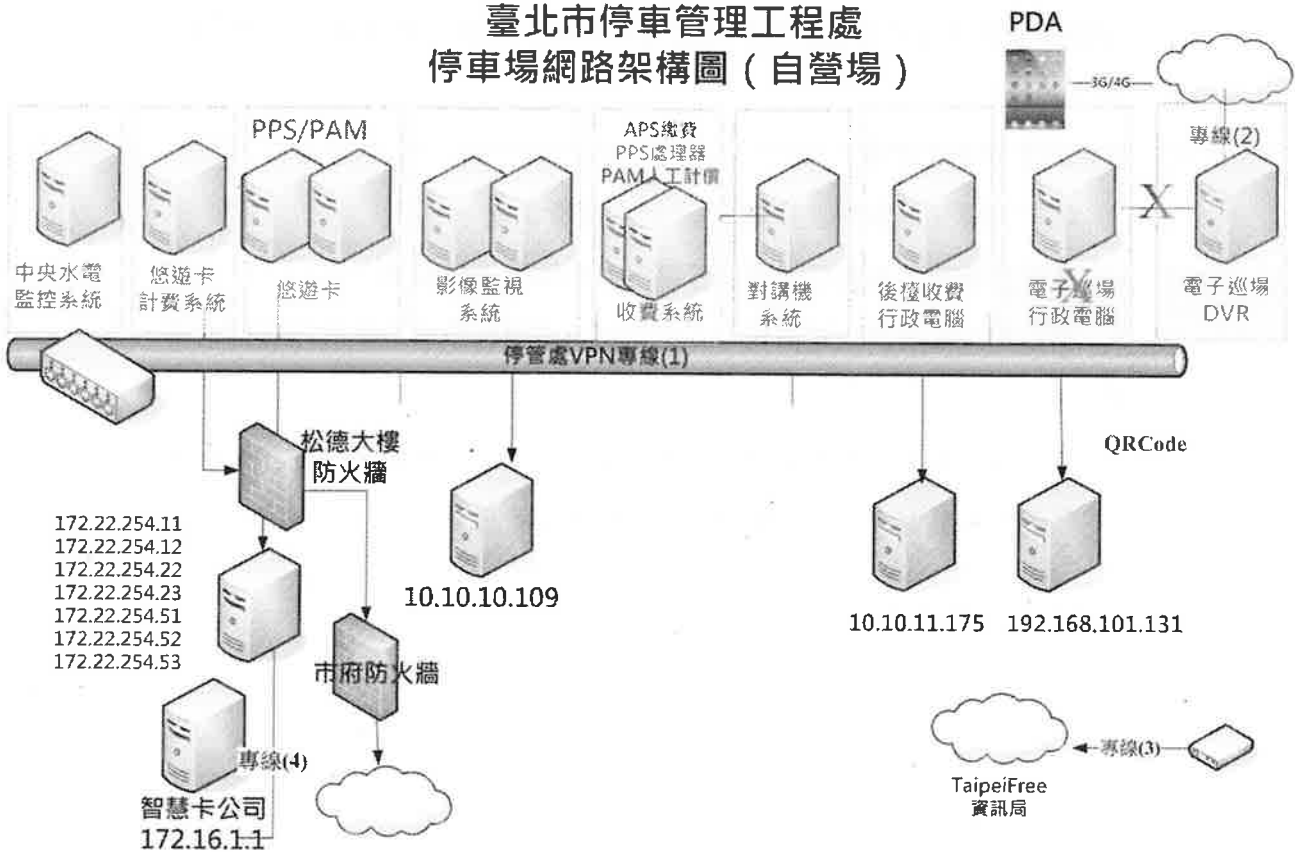 臺北市停車管理工程處
停車場網路架構圖（自營場）
PDA
3G/4G
專線(2)
PPS/PAM
APS繳費
PPS處理器
PAM人工計價
X
中央水電
監控系統
悠遊卡
計費系統
悠遊卡
影像監視
系統
收費系統
對講機
系統
後檯收費
行政電腦
電子巡場
行政電腦
X
電子巡場
DVR
停管處VPN專線(1)
松德大樓
防火牆
QRCode
172.22.254.11
172.22.254.12
172.22.254.22
172.22.254.23
172.22.254.51
172.22.254.52
172.22.254.53
10.10.10.109
10.10.11.175
192.168.101.131
市府防火牆
專線(4)
智慧卡公司
172.16.1.1
專線(3)
TaipeiFree
資訊局